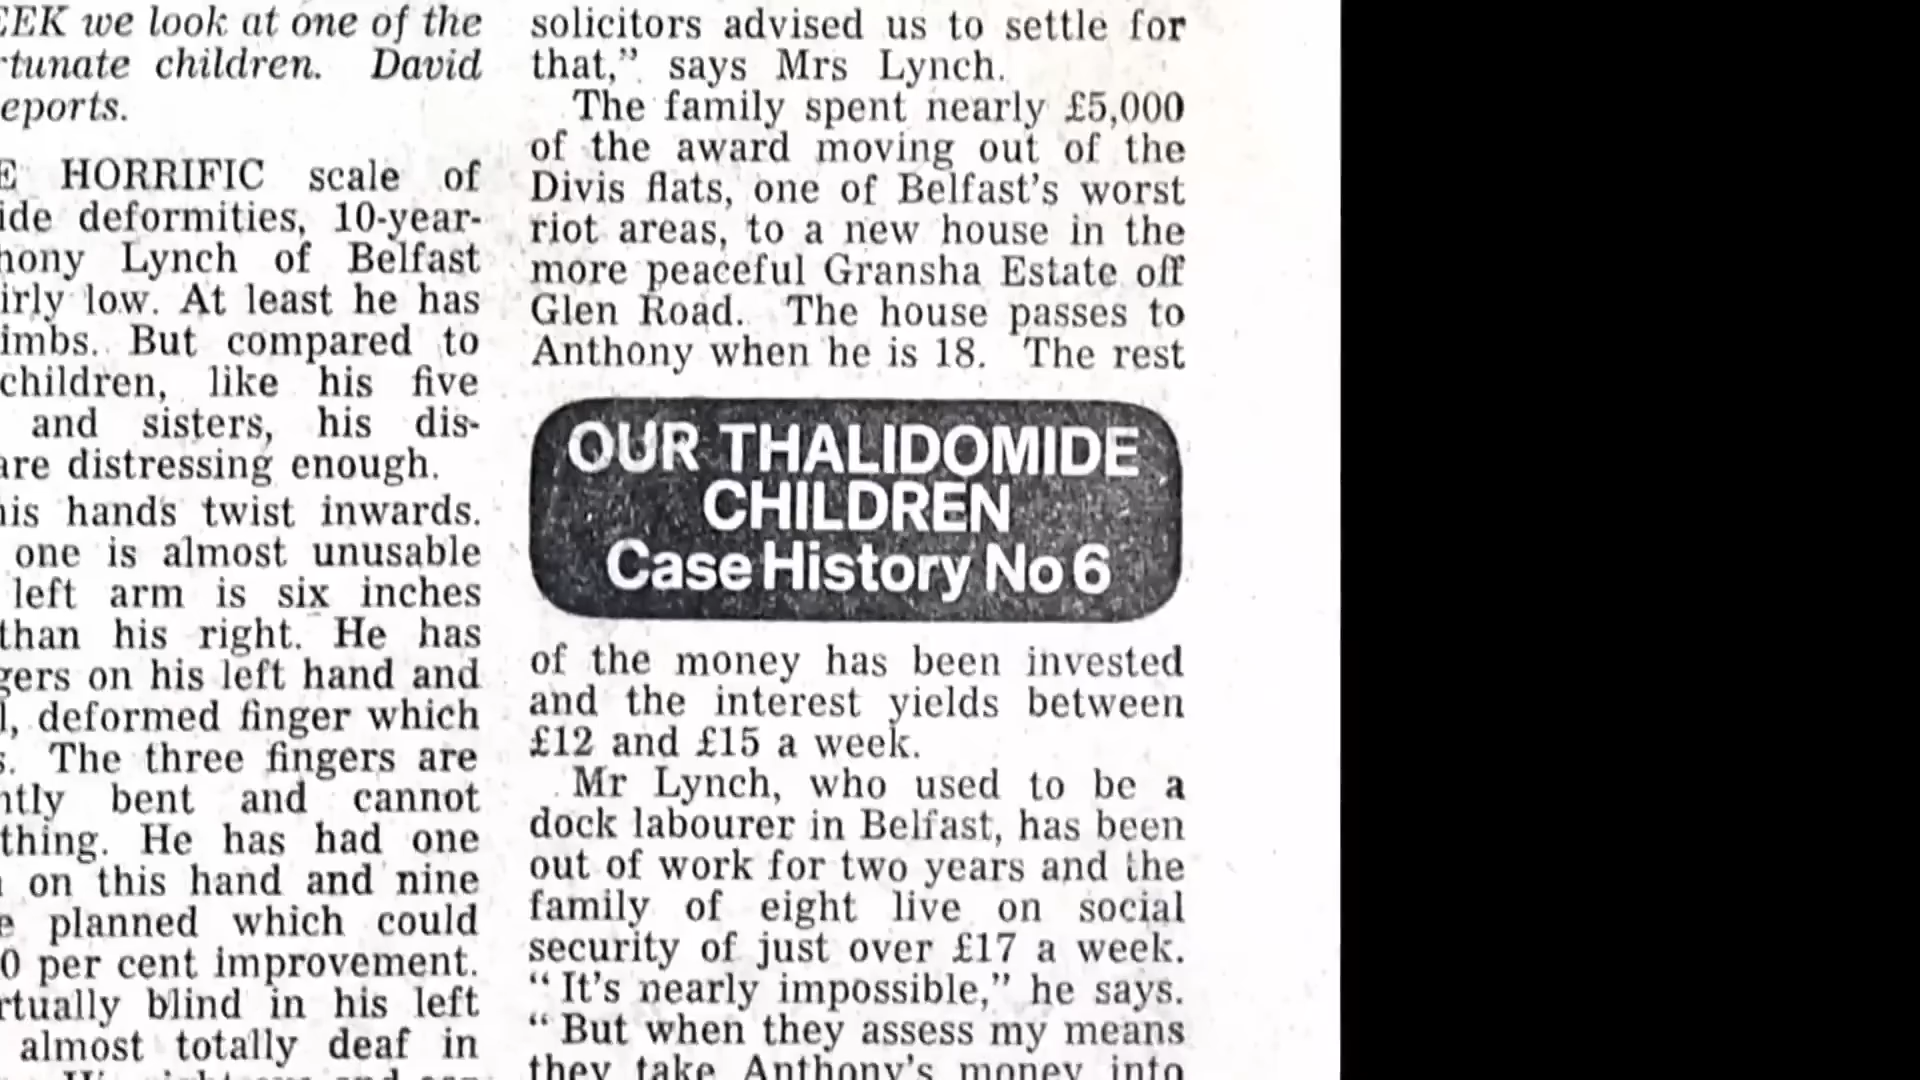 EEK we look at one of the
rtunate children. David
eports.
E HORRIFIC scale of
ide deformities, 10-year-
hony Lynch of Belfast
irly low. At least he has
imbs. But compared to
children, like his five
and sisters, his dis-
are distressing enough.
his hands twist inwards.
one is almost unusable
left arm is six inches
than his right. He has
gers on his left hand and
l, deformed finger which
s. The three fingers are
ntly bent and cannot
thing. He has had one
on this hand and nine
e planned which could
0 per cent improvement.
rtually blind in his left
almost totally deaf in
solicitors advised us to settle for
that,” says Mrs Lynch.
The family spent nearly £5,000
of the award moving out of the
Divis flats, one of Belfast's worst
riot areas, to a new house in the
more peaceful Gransha Estate off
Glen Road. The house passes to
Anthony when he is 18. The rest
OUR THALIDOMIDE
CHILDREN
Case History No 6
of the money has been invested
and the interest yields between
£12 and £15 a week.
Mr Lynch, who used to be a
dock labourer in Belfast, has been
out of work for two years and the
family of eight live on social
security of just over £17 a week.
“It's nearly impossible,” he says.
“But when they assess my means
they take Anthony's money into